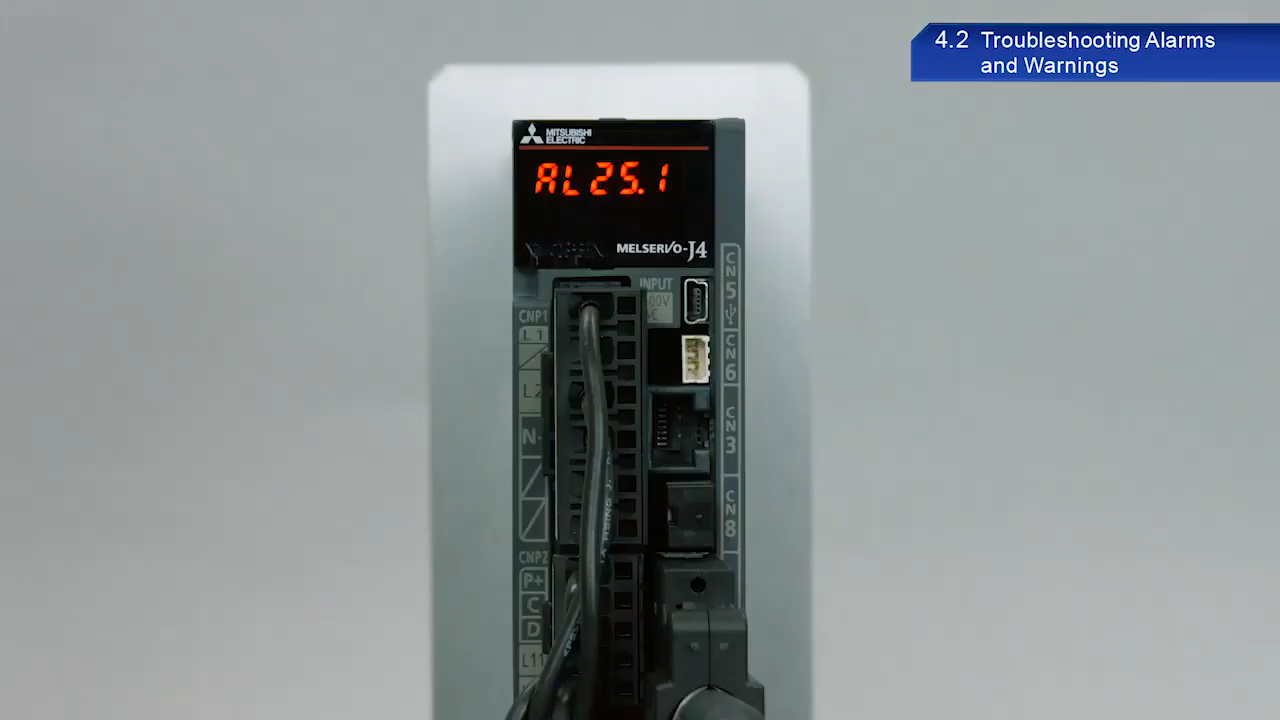 4.2 Troubleshooting Alarms
and Warnings
MITSUBISHI
ELECTRIC
AL25.1
MELSERVO-J4
INPUT
CN5
CNP1
L1
CN6
L2
CN3
N-
CN8
CNP2
P+
C
D
L11